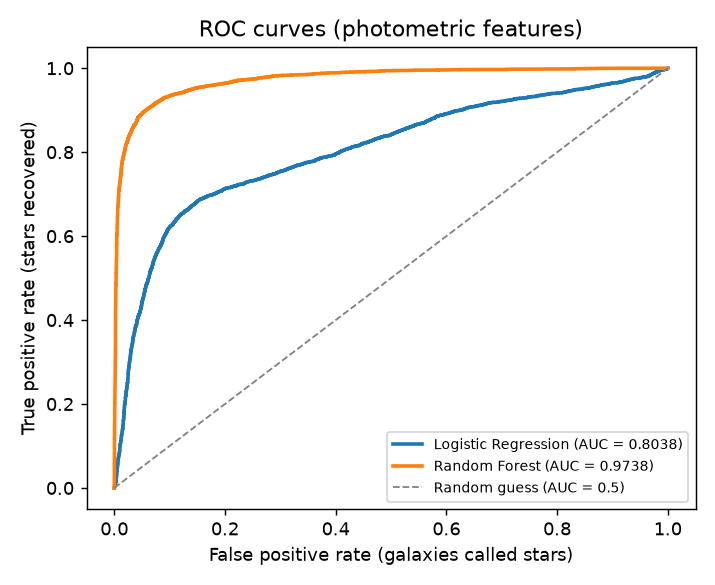 ROC curves (photometric features)
True positive rate (stars recovered)
1.0
0.8
0.6
0.4
0.2
0.0
0.0 0.2 0.4 0.6 0.8 1.0
False positive rate (galaxies called stars)
Logistic Regression (AUC = 0.8038)
Random Forest (AUC = 0.9738)
Random guess (AUC = 0.5)